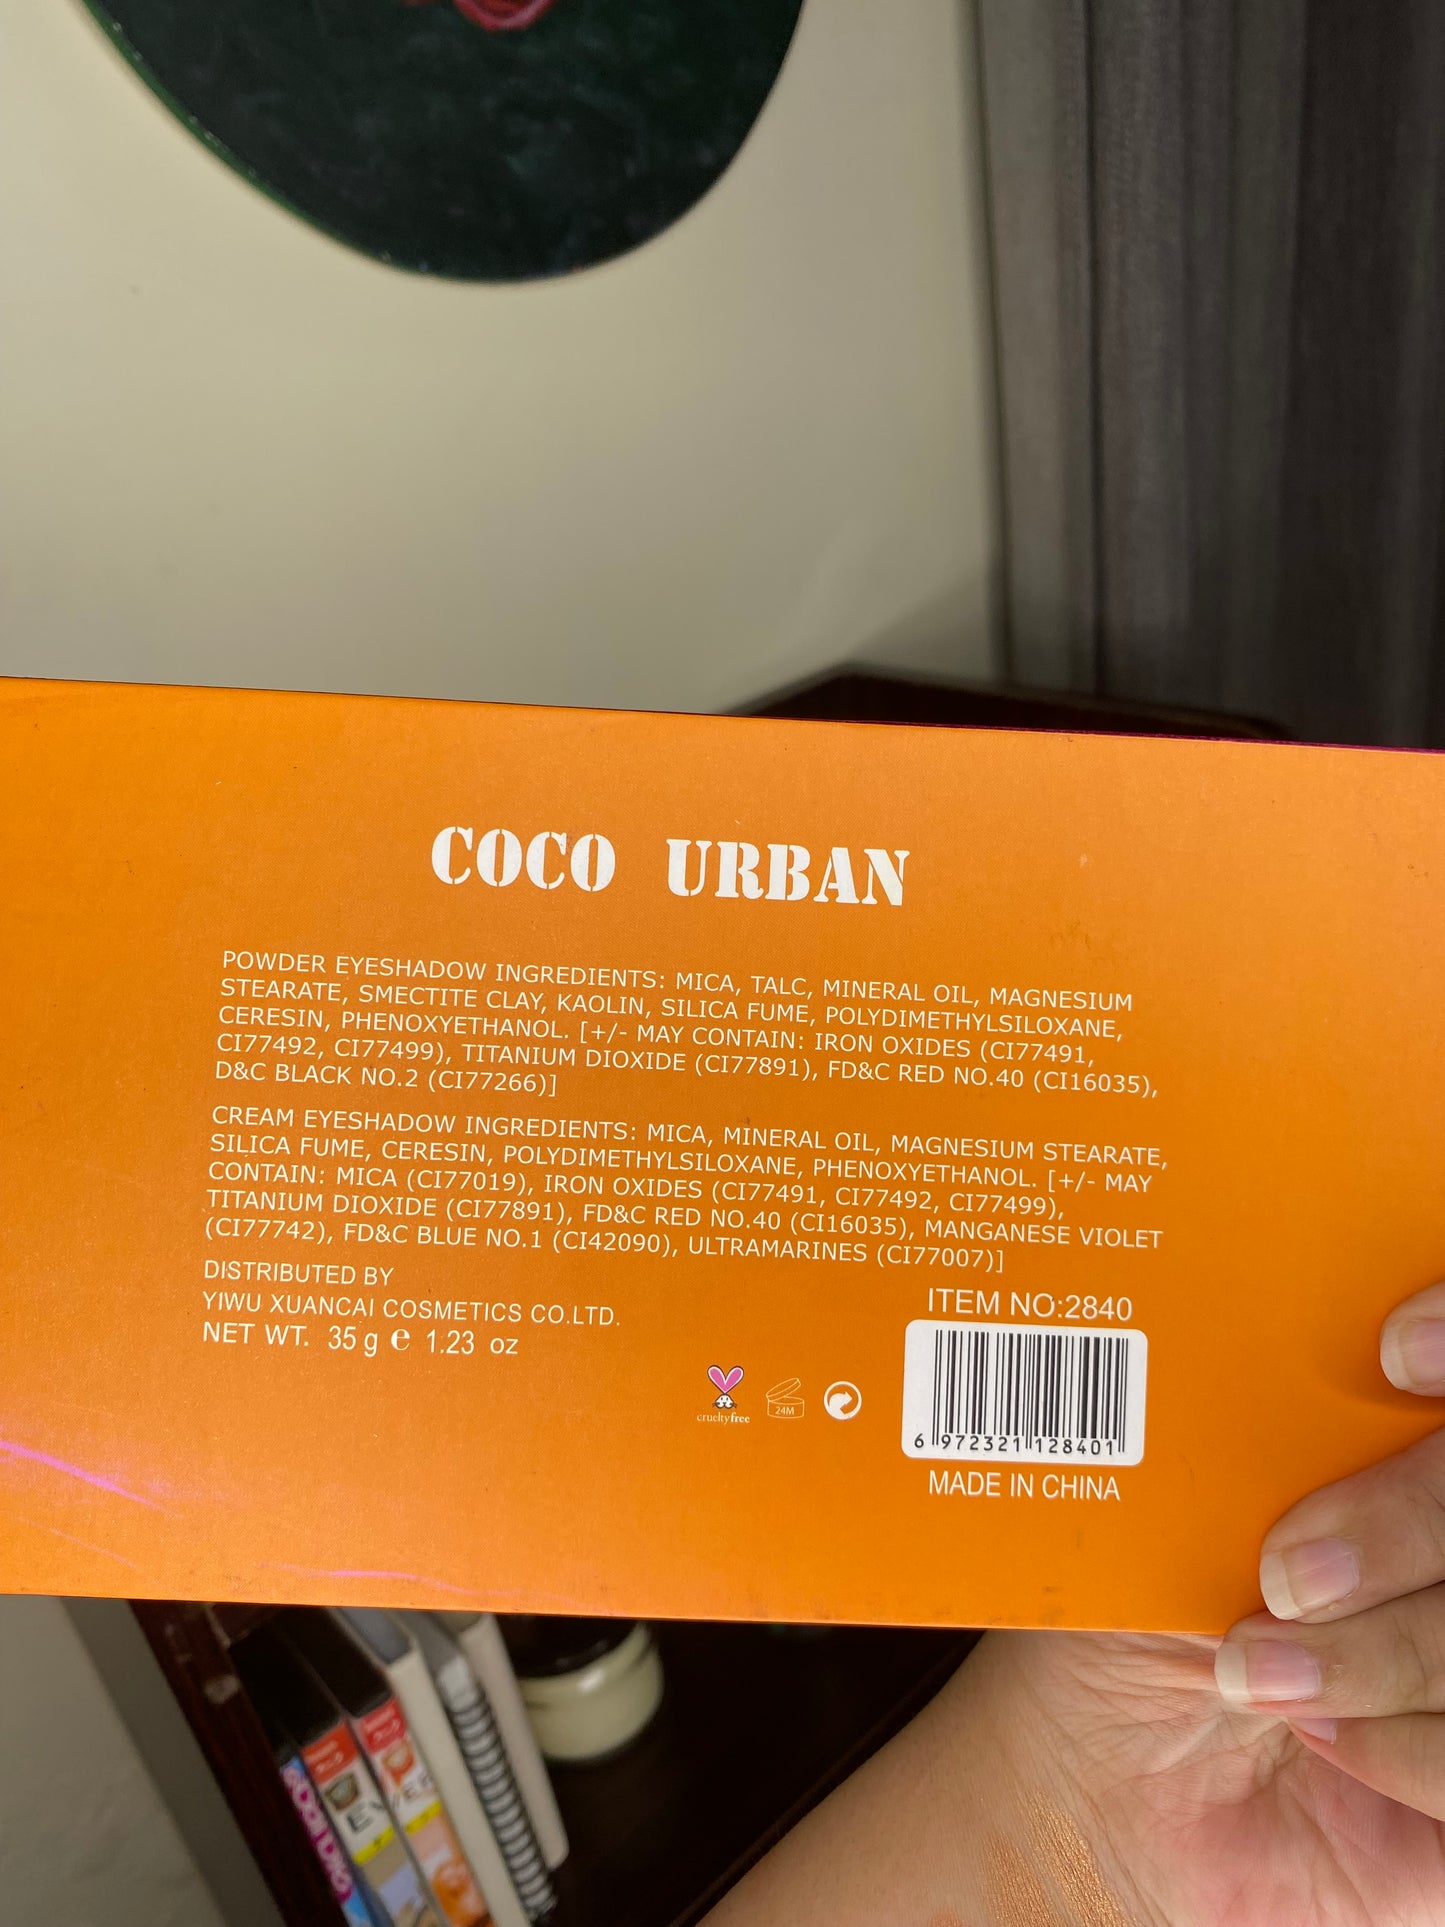 COCO URBAN
POWDER EYESHADOW INGREDIENTS: MICA, TALC, MINERAL OIL, MAGNESIUM
STEARATE, SMECTITE CLAY, KAOLIN, SILICA FUME, POLYDIMETHYLSILOXANE,
CERESIN, PHENOXYETHANOL. [+/- MAY CONTAIN: IRON OXIDES (CI77491,
CI77492, CI77499), TITANIUM DIOXIDE (CI77891), FD&C RED NO.40 (CI16035),
D&C BLACK NO.2 (CI77266)]
CREAM EYESHADOW INGREDIENTS: MICA, MINERAL OIL, MAGNESIUM STEARATE,
SILICA FUME, CERESIN, POLYDIMETHYLSILOXANE, PHENOXYETHANOL. [+/- MAY
CONTAIN: MICA (CI77019), IRON OXIDES (CI77491, CI77492, CI77499),
TITANIUM DIOXIDE (CI77891), FD&C RED NO.40 (CI16035), MANGANESE VIOLET
(CI77742), FD&C BLUE NO.1 (CI42090), ULTRAMARINES (CI77007)]
DISTRIBUTED BY
YIWU XUANCAI COSMETICS CO.LTD.
NET WT. 35 g e 1.23 oz
ITEM NO:2840
crueltyfree
24M
6 972321 128401
MADE IN CHINA